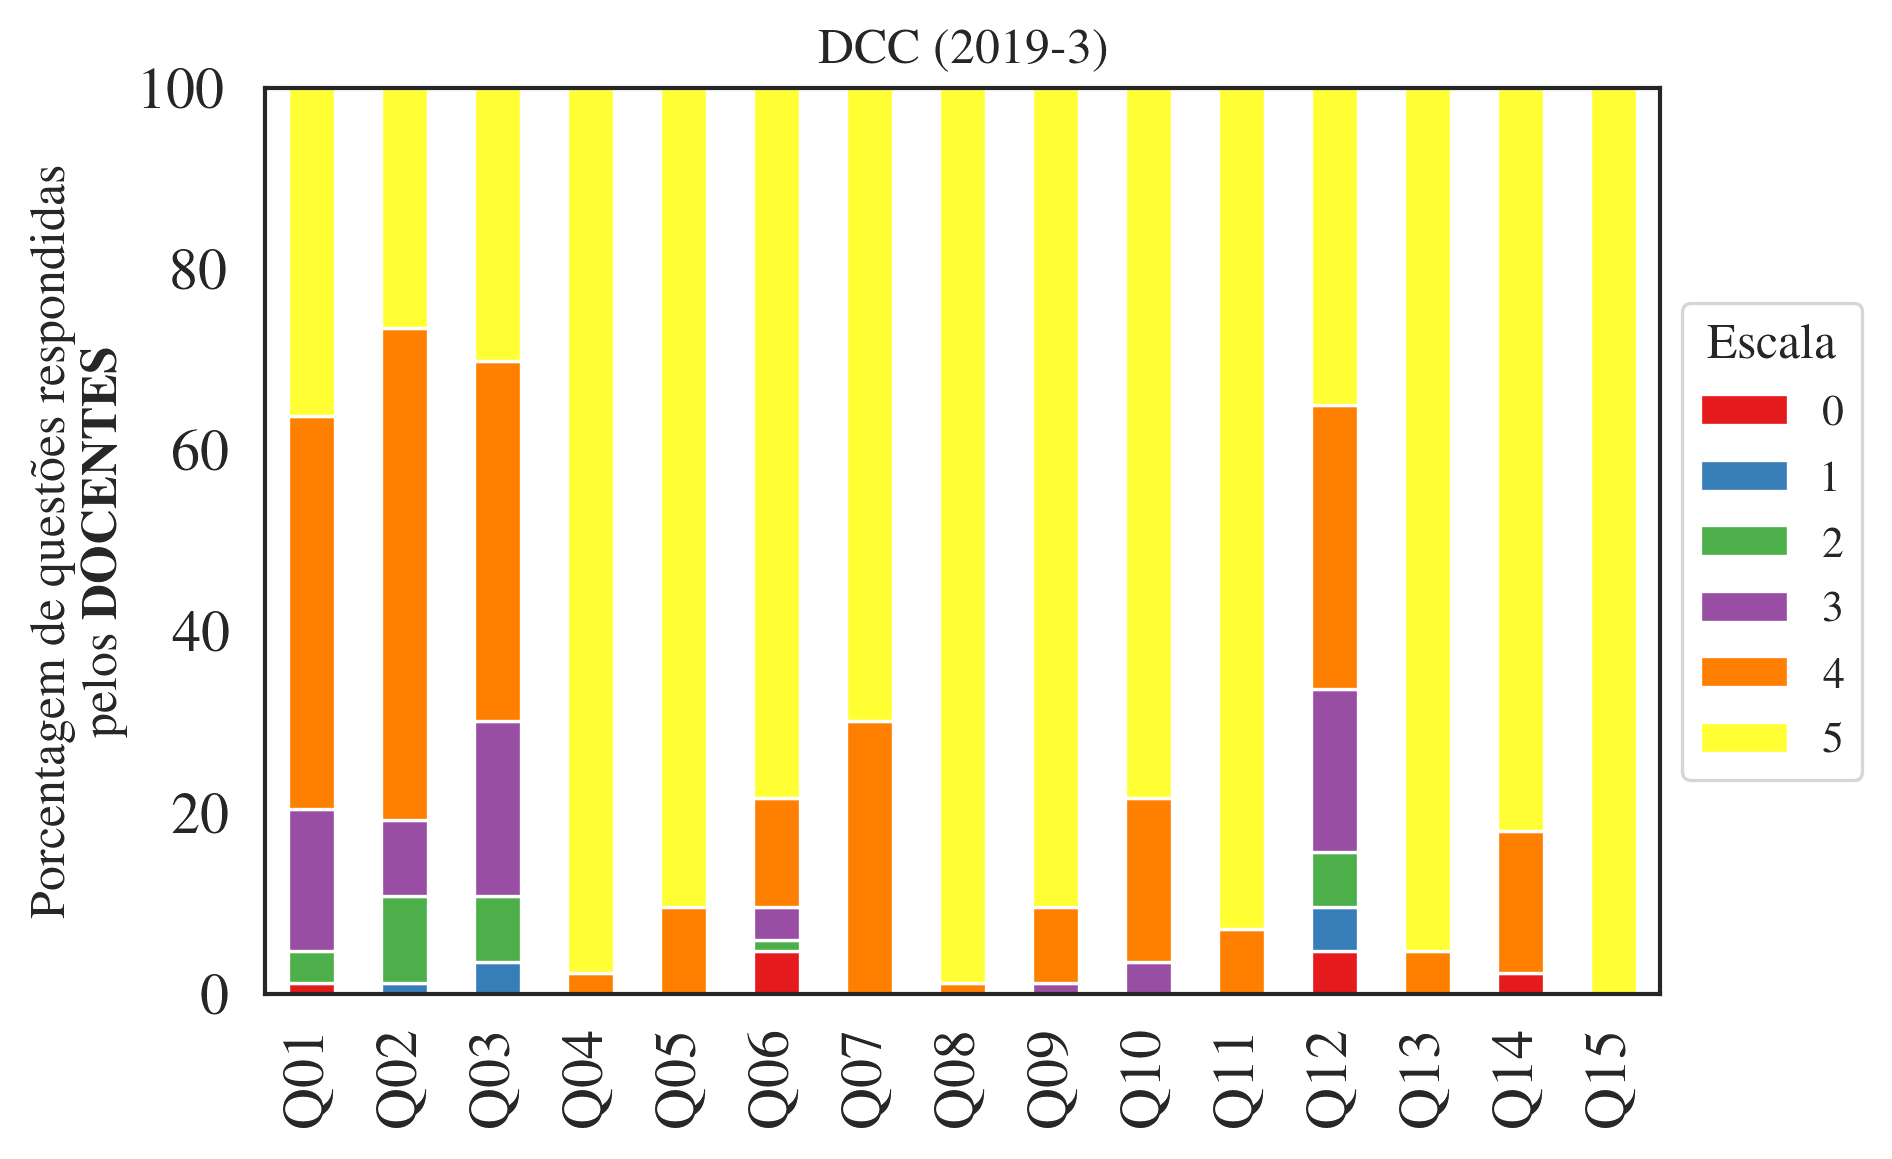 DCC (2019-3)
Porcentagem de questões respondidas
pelos DOCENTES
100
80
60
40
20
0
Q01
Q02
Q03
Q04
Q05
Q06
Q07
Q08
Q09
Q10
Q11
Q12
Q13
Q14
Q15
Escala
0
1
2
3
4
5